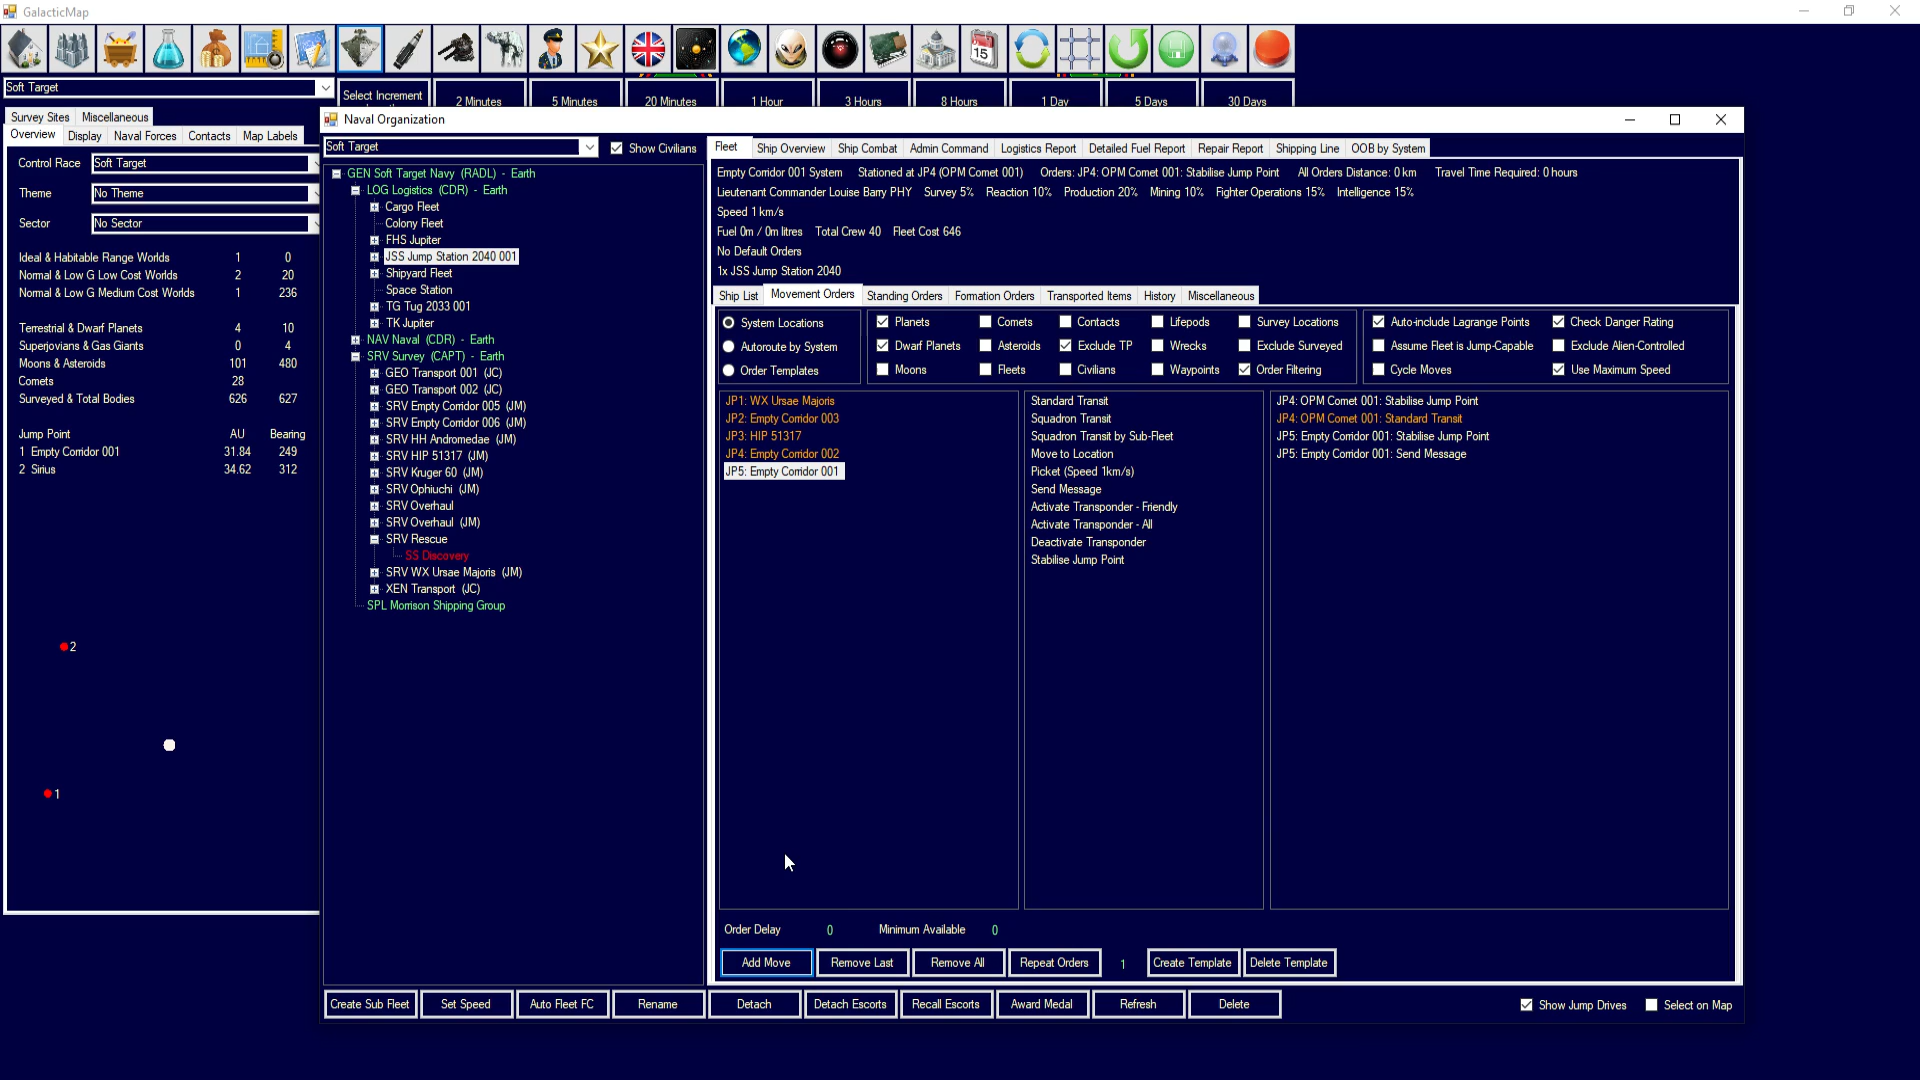 GalacticMap
15
Soft Target
Select Increment
2 Minutes
5 Minutes
20 Minutes
1 Hour
3 Hours
8 Hours
1 Day
5 Days
30 Days
Survey Sites Miscellaneous
Overview Display Naval Forces Contacts Map Labels
Control Race Soft Target
Theme No Theme
Sector No Sector
Ideal & Habitable Range Worlds 1 0
Normal & Low G Low Cost Worlds 2 20
Normal & Low G Medium Cost Worlds 1 236
Terrestrial & Dwarf Planets 4 10
Superjovians & Gas Giants 0 4
Moons & Asteroids 101 480
Comets 28
Surveyed & Total Bodies 626 627
Jump Point AU Bearing
1 Empty Corridor 001 31.84 249
2 Sirius 34.62 312
2
1
Naval Organization
Soft Target Show Civilians
GEN Soft Target Navy (RADL) - Earth
LOG Logistics (CDR) - Earth
Cargo Fleet
Colony Fleet
FHS Jupiter
JSS Jump Station 2040 001
Shipyard Fleet
Space Station
TG Tug 2033 001
TK Jupiter
NAV Naval (CDR) - Earth
SRV Survey (CAPT) - Earth
GEO Transport 001 (JC)
GEO Transport 002 (JC)
SRV Empty Corridor 005 (JM)
SRV Empty Corridor 006 (JM)
SRV HH Andromedae (JM)
SRV HIP 51317 (JM)
SRV Kruger 60 (JM)
SRV Ophiuchi (JM)
SRV Overhaul
SRV Overhaul (JM)
SRV Rescue
SS Discovery
SRV WX Ursae Majoris (JM)
XEN Transport (JC)
SPL Morrison Shipping Group
Fleet Ship Overview Ship Combat Admin Command Logistics Report Detailed Fuel Report Repair Report Shipping Line OOB by System
Empty Corridor 001 System Stationed at JP4 (OPM Comet 001) Orders: JP4: OPM Comet 001: Stabilise Jump Point All Orders Distance: 0 km Travel Time Required: 0 hours
Lieutenant Commander Louise Barry PHY Survey 5% Reaction 10% Production 20% Mining 10% Fighter Operations 15% Intelligence 15%
Speed 1 km/s
Fuel 0m / 0m litres Total Crew 40 Fleet Cost 646
No Default Orders
1x JSS Jump Station 2040
Ship List Movement Orders Standing Orders Formation Orders Transported Items History Miscellaneous
System Locations Planets Comets Contacts Lifepods Survey Locations Auto-include Lagrange Points Check Danger Rating
Autoroute by System Dwarf Planets Asteroids Exclude TP Wrecks Exclude Surveyed Assume Fleet is Jump-Capable Exclude Alien-Controlled
Order Templates Moons Fleets Civilians Waypoints Order Filtering Cycle Moves Use Maximum Speed
JP1: WX Ursae Majoris
JP2: Empty Corridor 003
JP3: HIP 51317
JP4: Empty Corridor 002
JP5: Empty Corridor 001
Standard Transit
Squadron Transit
Squadron Transit by Sub-Fleet
Move to Location
Picket (Speed 1km/s)
Send Message
Activate Transponder - Friendly
Activate Transponder - All
Deactivate Transponder
Stabilise Jump Point
JP4: OPM Comet 001: Stabilise Jump Point
JP4: OPM Comet 001: Standard Transit
JP5: Empty Corridor 001: Stabilise Jump Point
JP5: Empty Corridor 001: Send Message
Order Delay 0 Minimum Available 0
Add Move Remove Last Remove All Repeat Orders 1 Create Template Delete Template
Create Sub Fleet Set Speed Auto Fleet FC Rename Detach Detach Escorts Recall Escorts Award Medal Refresh Delete Show Jump Drives Select on Map